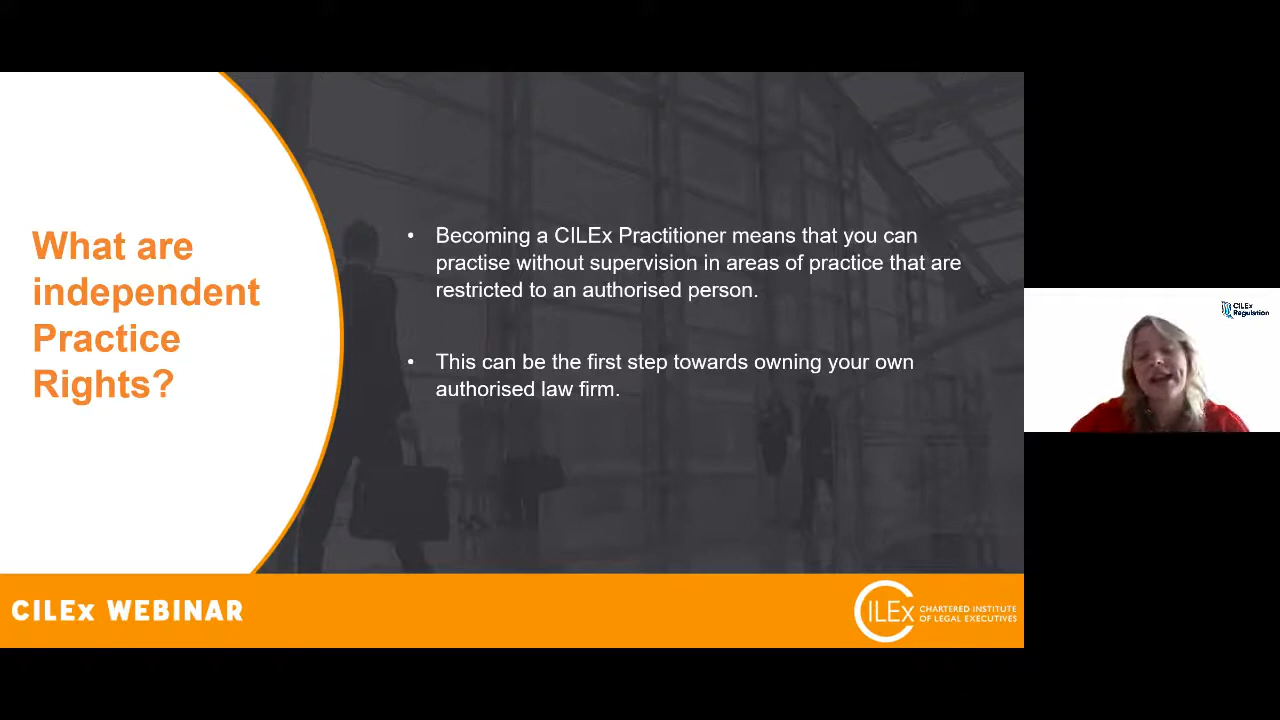 What are
independent
Practice
Rights?
• Becoming a CILEx Practitioner means that you can
practise without supervision in areas of practice that are
restricted to an authorised person.
• This can be the first step towards owning your own
authorised law firm.
CILEx
Regulation
CILEx WEBINAR
CILEx
CHARTERED INSTITUTE
OF LEGAL EXECUTIVES